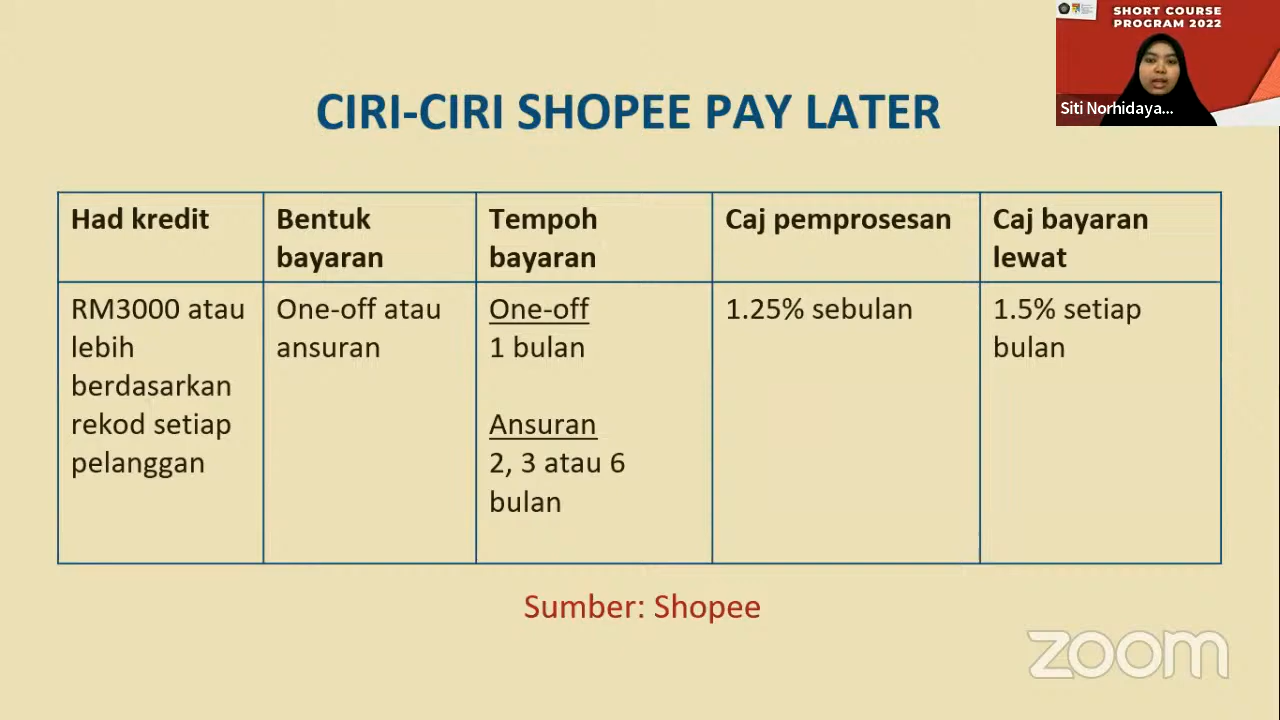 SHORT COURSE
PROGRAM 2022
Siti Norhidaya...
CIRI-CIRI SHOPEE PAY LATER
Had kredit
Bentuk
bayaran
Tempoh
bayaran
Caj pemprosesan
Caj bayaran
lewat
RM3000 atau
lebih
berdasarkan
rekod setiap
pelanggan
One-off atau
ansuran
One-off
1 bulan
Ansuran
2, 3 atau 6
bulan
1.25% sebulan
1.5% setiap
bulan
Sumber: Shopee
zoom